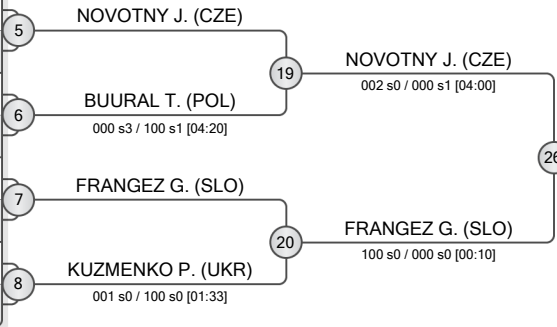 NOVOTNY J. (CZE)
5
19
NOVOTNY J. (CZE)
002 s0 / 000 s1 [04:00]
BUURAL T. (POL)
6
000 s3 / 100 s1 [04:20]
26
FRANGEZ G. (SLO)
7
20
FRANGEZ G. (SLO)
100 s0 / 000 s0 [00:10]
KUZMENKO P. (UKR)
8
001 s0 / 100 s0 [01:33]